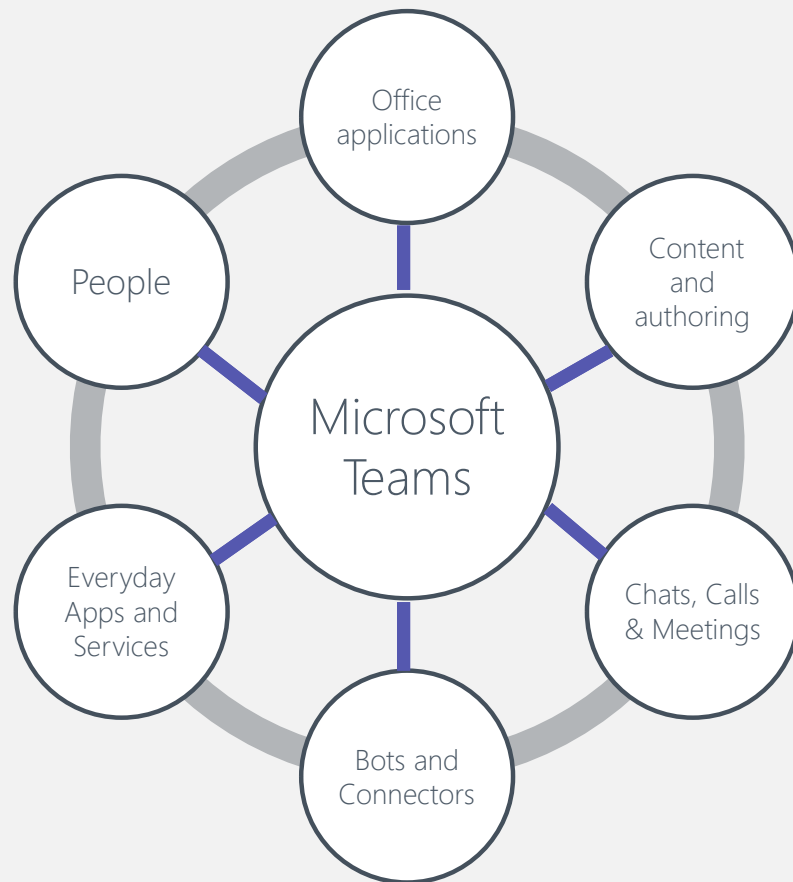 Office
applications
People
Content
and
authoring
Microsoft
Teams
Everyday
Apps and
Services
Chats, Calls
& Meetings
Bots and
Connectors